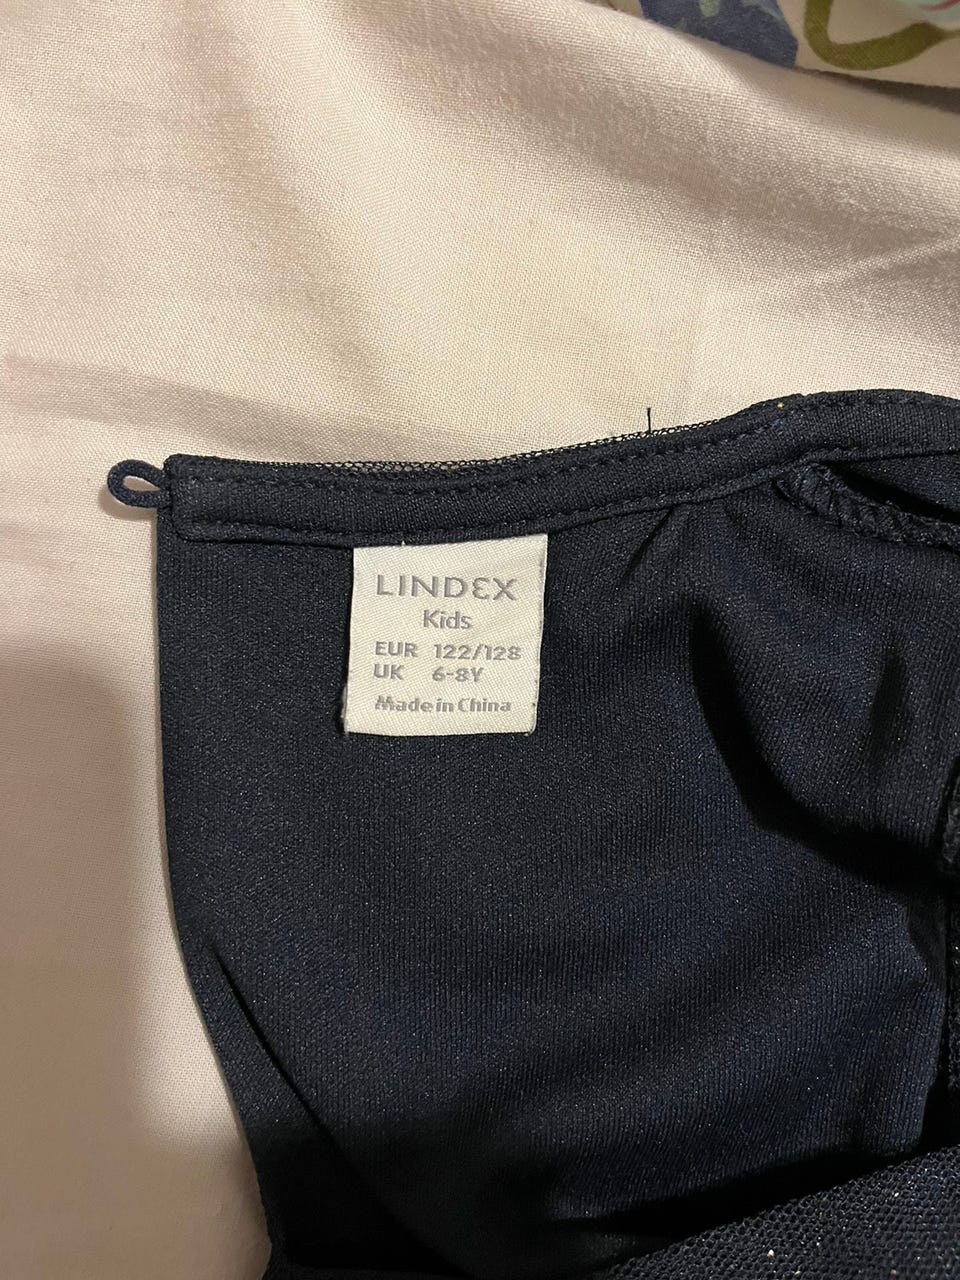 LINDEX
Kids
EUR 122/128
UK 6-8Y
Made in China